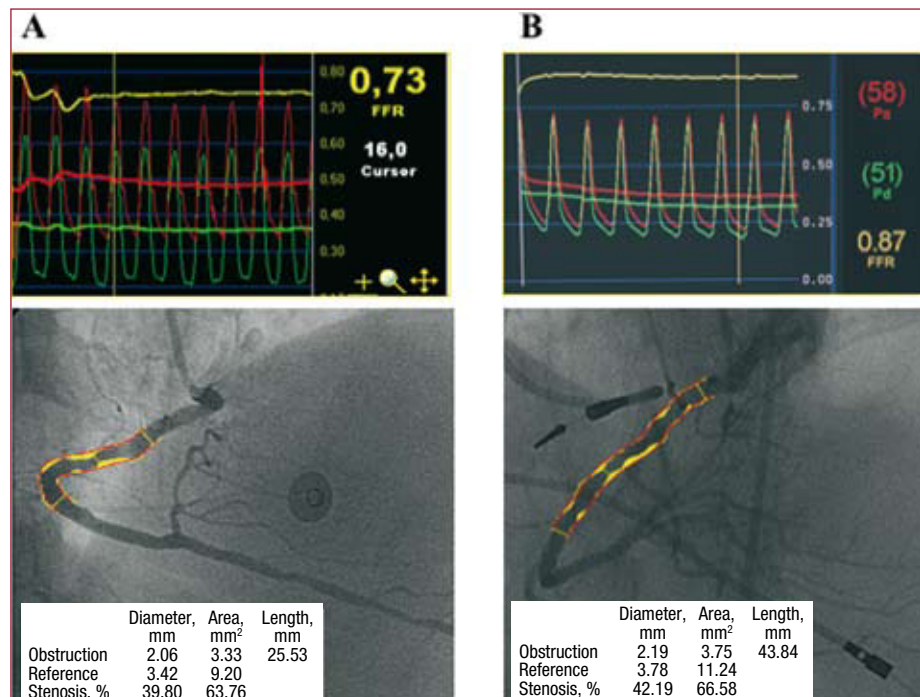 A
0,73
FFR
16,0
Cursor
0.80
0.70
0.60
0.50
0.40
0.30
B
0.75
0.50
0.25
0.00
(58)
Pa
(51)
Pd
0.87
FFR
Diameter, Area, Length,
mm mm² mm
Obstruction 2.06 3.33 25.53
Reference 3.42 9.20
Stenosis, % 39.80 63.76
Diameter, Area, Length,
mm mm² mm
Obstruction 2.19 3.75 43.84
Reference 3.78 11.24
Stenosis, % 42.19 66.58